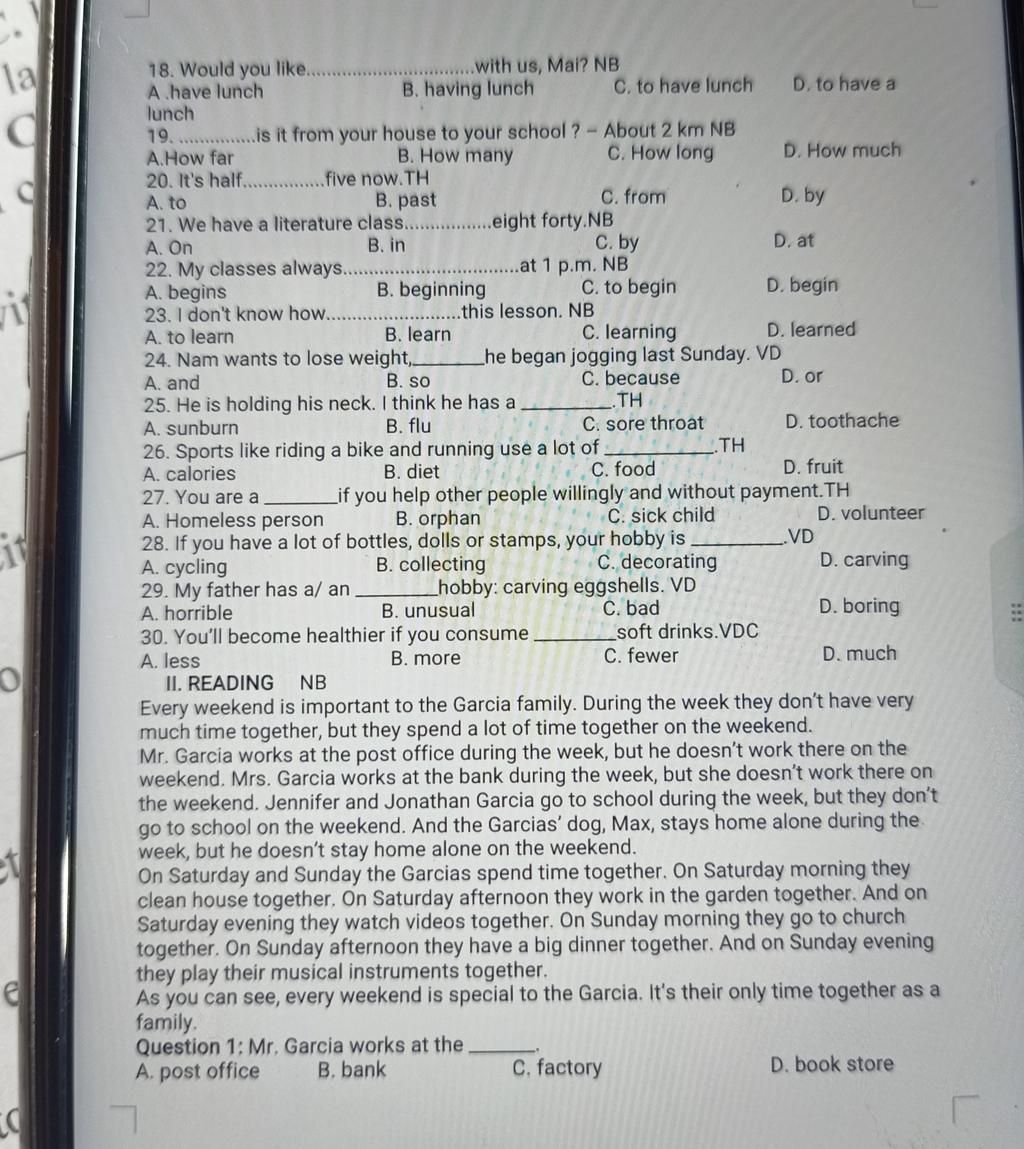 18. Would you like.................................with us, Mai? NB
A .have lunch B. having lunch C. to have lunch D. to have a
lunch
19. ...............is it from your house to your school ? – About 2 km NB
A.How far B. How many C. How long D. How much
20. It's half................five now.TH
A. to B. past C. from D. by
21. We have a literature class.................eight forty.NB
A. On B. in C. by D. at
22. My classes always...................................at 1 p.m. NB
A. begins B. beginning C. to begin D. begin
23. I don't know how...........................this lesson. NB
A. to learn B. learn C. learning D. learned
24. Nam wants to lose weight,_______he began jogging last Sunday. VD
A. and B. so C. because D. or
25. He is holding his neck. I think he has a _________.TH
A. sunburn B. flu C. sore throat D. toothache
26. Sports like riding a bike and running use a lot of ___________.TH
A. calories B. diet C. food D. fruit
27. You are a _______if you help other people willingly and without payment.TH
A. Homeless person B. orphan C. sick child D. volunteer
28. If you have a lot of bottles, dolls or stamps, your hobby is _________.VD
A. cycling B. collecting C. decorating D. carving
29. My father has a/ an ________hobby: carving eggshells. VD
A. horrible B. unusual C. bad D. boring
30. You'll become healthier if you consume ________soft drinks.VDC
A. less B. more C. fewer D. much
II. READING NB
Every weekend is important to the Garcia family. During the week they don't have very
much time together, but they spend a lot of time together on the weekend.
Mr. Garcia works at the post office during the week, but he doesn't work there on the
weekend. Mrs. Garcia works at the bank during the week, but she doesn't work there on
the weekend. Jennifer and Jonathan Garcia go to school during the week, but they don't
go to school on the weekend. And the Garcias' dog, Max, stays home alone during the
week, but he doesn't stay home alone on the weekend.
On Saturday and Sunday the Garcias spend time together. On Saturday morning they
clean house together. On Saturday afternoon they work in the garden together. And on
Saturday evening they watch videos together. On Sunday morning they go to church
together. On Sunday afternoon they have a big dinner together. And on Sunday evening
they play their musical instruments together.
As you can see, every weekend is special to the Garcia. It's their only time together as a
family.
Question 1: Mr. Garcia works at the _______.
A. post office B. bank C. factory D. book store